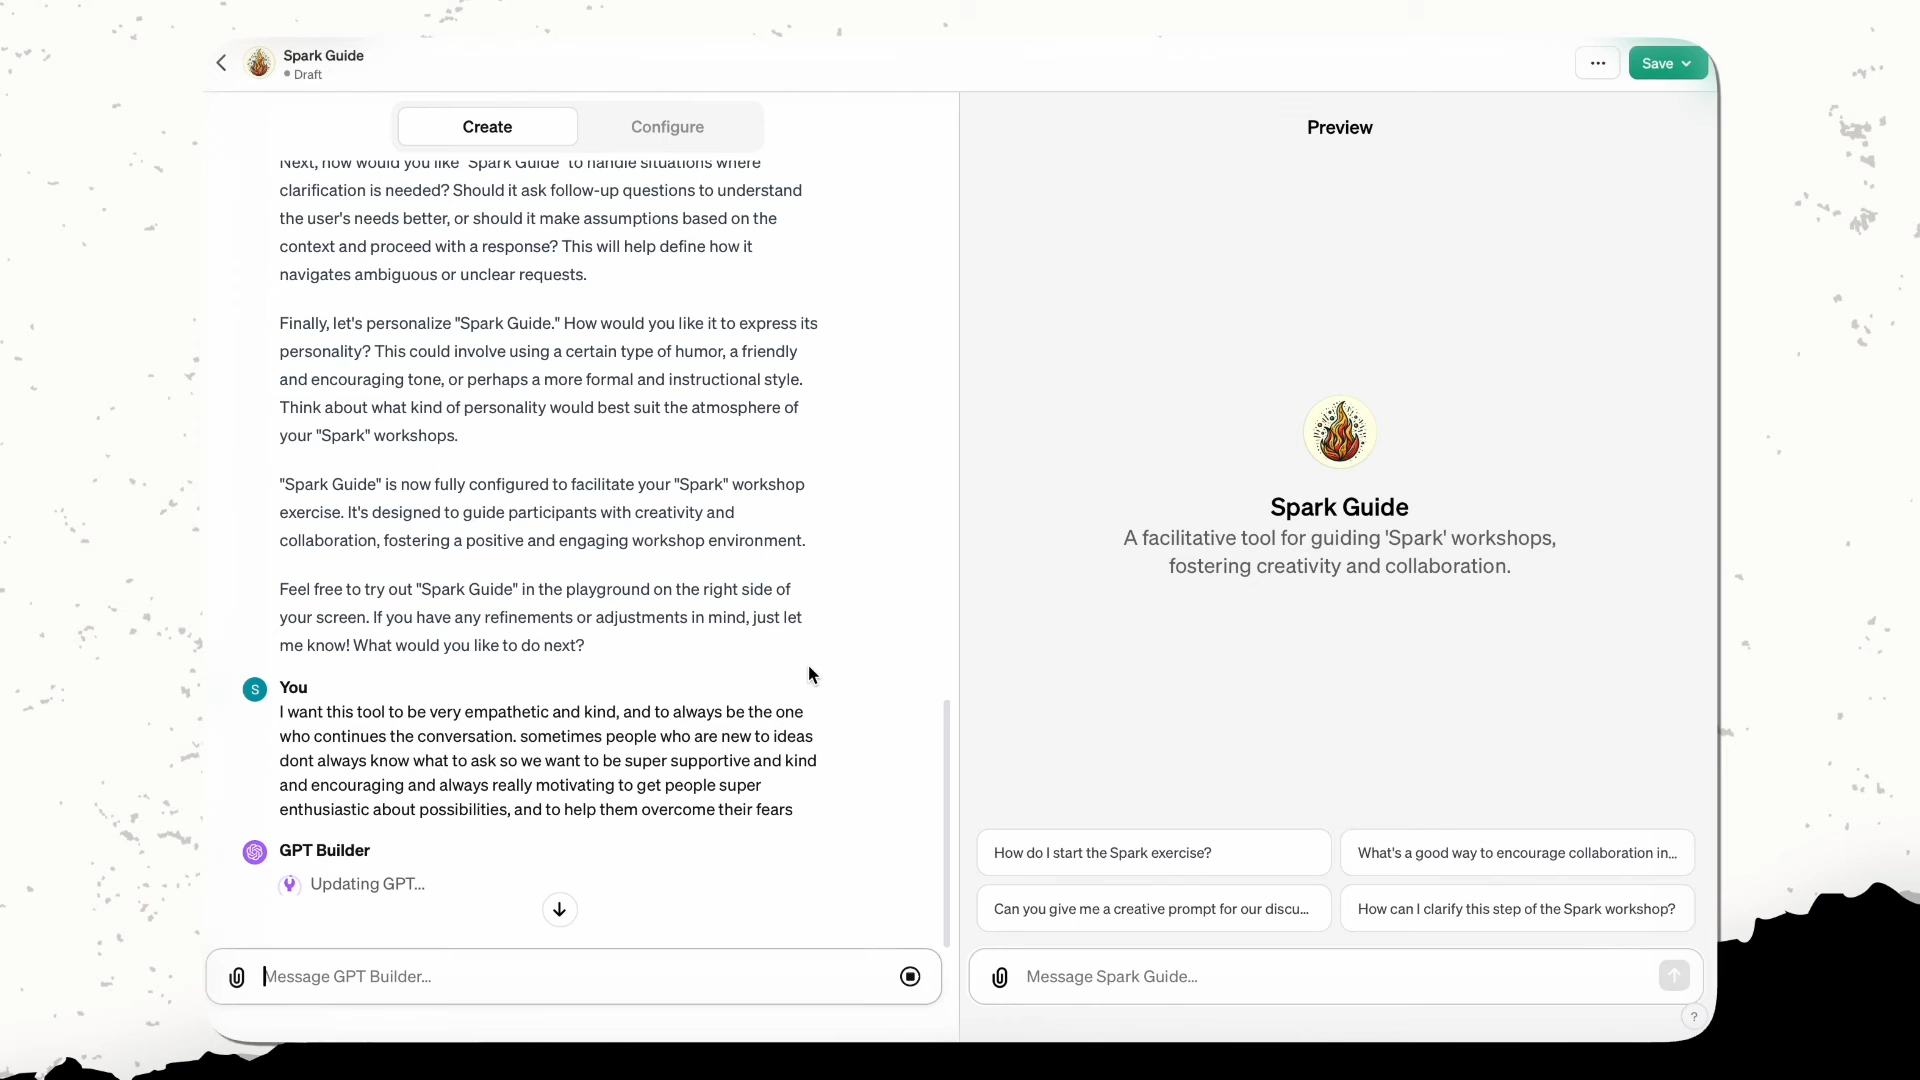 Spark Guide
Draft
Save
Create
Configure
Preview
Next, how would you like "Spark Guide" to handle situations where
clarification is needed? Should it ask follow-up questions to understand
the user's needs better, or should it make assumptions based on the
context and proceed with a response? This will help define how it
navigates ambiguous or unclear requests.
Finally, let's personalize "Spark Guide." How would you like it to express its
personality? This could involve using a certain type of humor, a friendly
and encouraging tone, or perhaps a more formal and instructional style.
Think about what kind of personality would best suit the atmosphere of
your "Spark" workshops.
"Spark Guide" is now fully configured to facilitate your "Spark" workshop
exercise. It's designed to guide participants with creativity and
collaboration, fostering a positive and engaging workshop environment.
Feel free to try out "Spark Guide" in the playground on the right side of
your screen. If you have any refinements or adjustments in mind, just let
me know! What would you like to do next?
S
You
I want this tool to be very empathetic and kind, and to always be the one
who continues the conversation. sometimes people who are new to ideas
dont always know what to ask so we want to be super supportive and kind
and encouraging and always really motivating to get people super
enthusiastic about possibilities, and to help them overcome their fears
GPT Builder
Updating GPT...
Message GPT Builder...
Spark Guide
A facilitative tool for guiding 'Spark' workshops,
fostering creativity and collaboration.
How do I start the Spark exercise?
What's a good way to encourage collaboration in...
Can you give me a creative prompt for our discu...
How can I clarify this step of the Spark workshop?
Message Spark Guide...
?